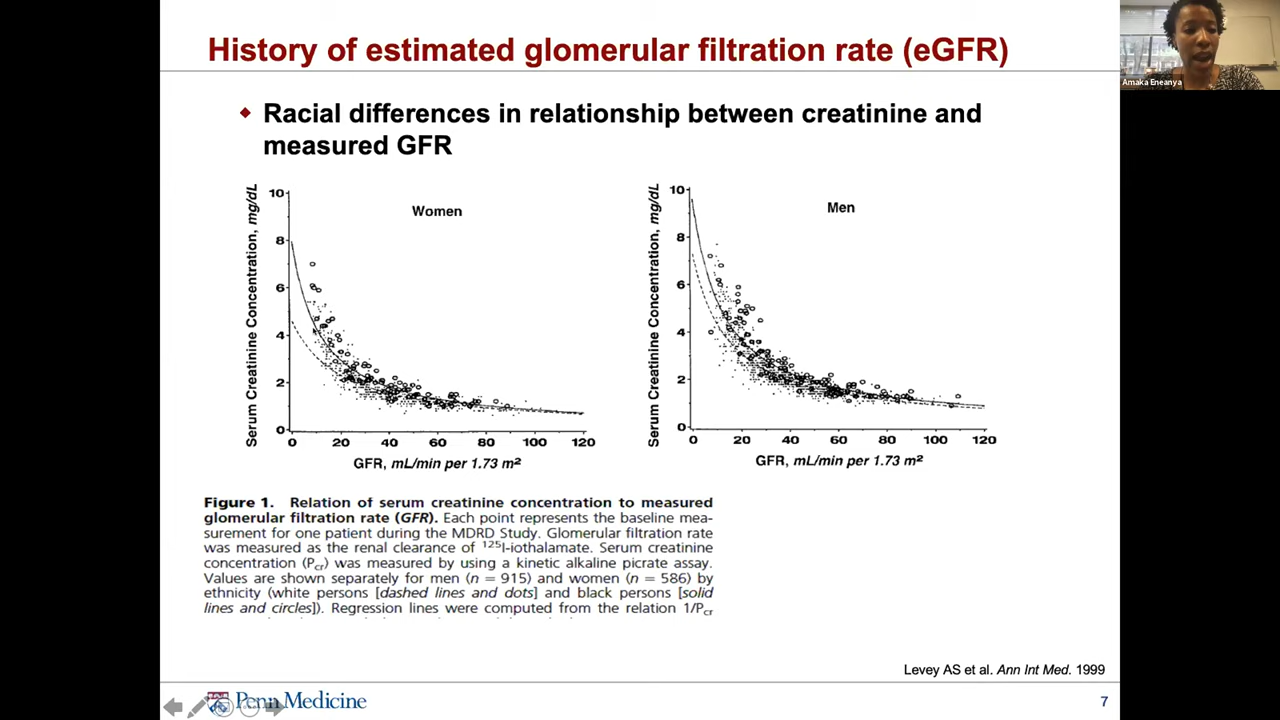 History of estimated glomerular filtration rate (eGFR)
Amaka Eneanya
◆ Racial differences in relationship between creatinine and
measured GFR
Serum Creatinine Concentration, mg/dL
10
8
6
4
2
0
Women
0 20 40 60 80 100 120
GFR, mL/min per 1.73 m²
Serum Creatinine Concentration, mg/dL
10
8
6
4
2
0
Men
0 20 40 60 80 100 120
GFR, mL/min per 1.73 m²
Figure 1. Relation of serum creatinine concentration to measured
glomerular filtration rate (GFR). Each point represents the baseline mea-
surement for one patient during the MDRD Study. Glomerular filtration rate
was measured as the renal clearance of ¹²⁵I-iothalamate. Serum creatinine
concentration (Pcr) was measured by using a kinetic alkaline picrate assay.
Values are shown separately for men (n = 915) and women (n = 586) by
ethnicity (white persons [dashed lines and dots] and black persons [solid
lines and circles]). Regression lines were computed from the relation 1/Pcr
Levey AS et al. Ann Int Med. 1999
Penn Medicine
7